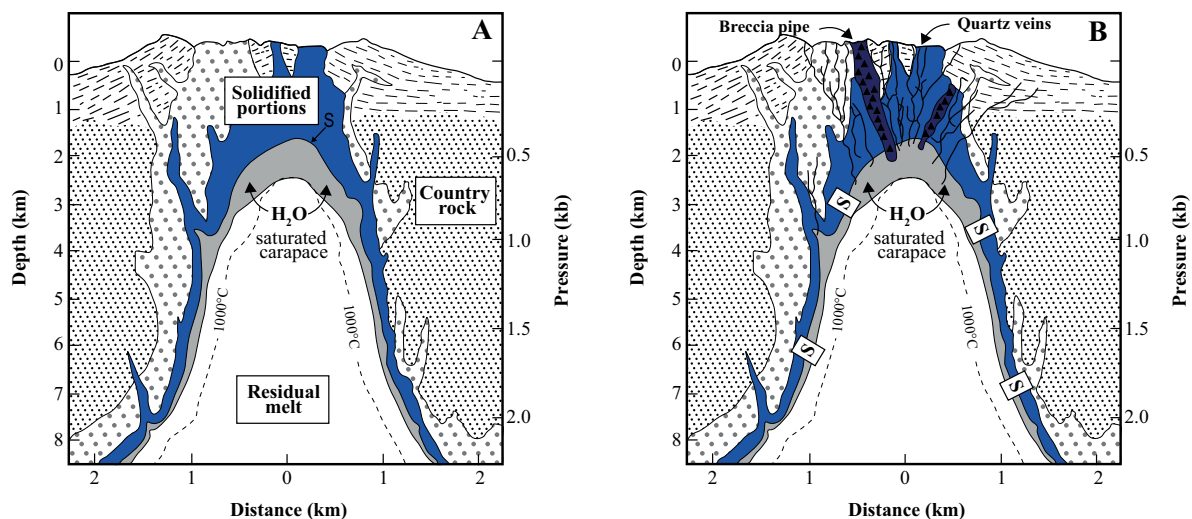 A
0
1
2
3
4
5
6
7
8
Depth (km)
Solidified
portions
S
Country
rock
H2O
saturated
carapace
1000°C
1000°C
Residual
melt
0.5
1.0
1.5
2.0
Pressure (kb)
2
1
0
1
2
Distance (km)
Breccia pipe
Quartz veins
B
0
1
2
3
4
5
6
7
8
Depth (km)
S
S
S
S
H2O
saturated
carapace
1000°C
1000°C
0.5
1.0
1.5
2.0
Pressure (kb)
2
1
0
1
2
Distance (km)